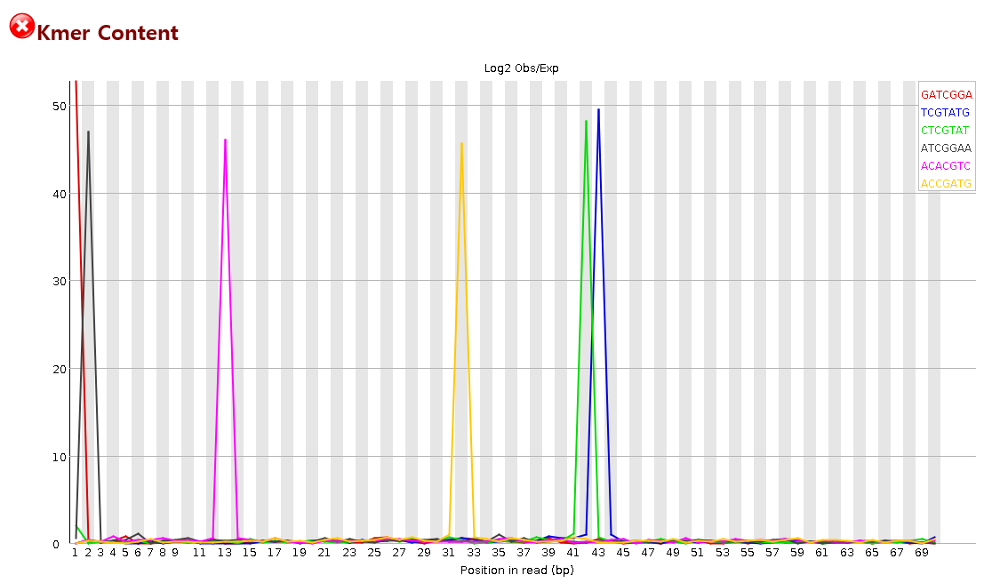 Kmer Content
Log2 Obs/Exp
GATCGGA
TCGTATG
CTCGTAT
ATCGGAA
ACACGTC
ACCGATG
50
40
30
20
10
0
1 2 3 4 5 6 7 8 9 11 13 15 17 19 21 23 25 27 29 31 33 35 37 39 41 43 45 47 49 51 53 55 57 59 61 63 65 67 69
Position in read (bp)